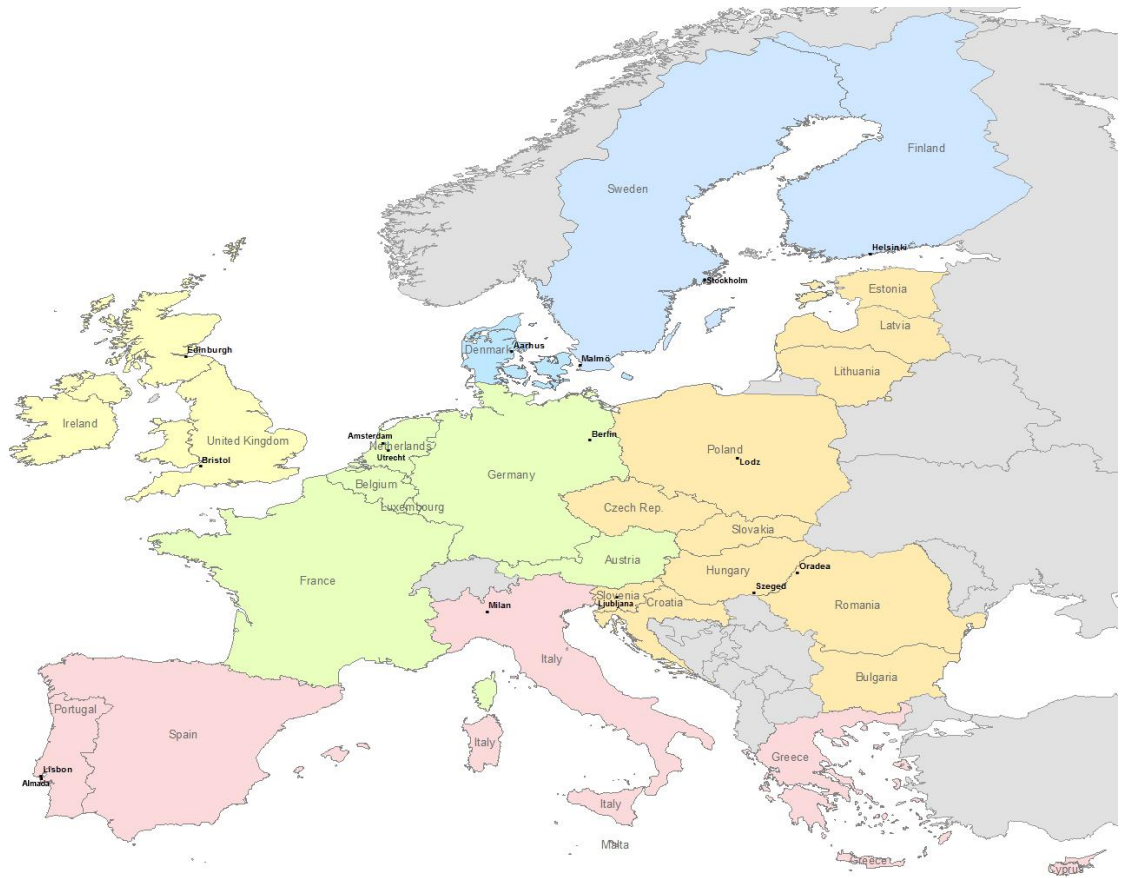 Finland
Sweden
Helsinki
Stockholm
Estonia
Latvia
Denmark
Aarhus
Edinburgh
Malmö
Lithuania
Ireland
United Kingdom
Amsterdam
Netherlands
Utrecht
Berlin
Bristol
Poland
Lodz
Germany
Belgium
Luxembourg
Czech Rep.
Slovakia
Austria
France
Hungary
Oradea
Szeged
Slovenia
Ljubljana
Croatia
Romania
Milan
Italy
Bulgaria
Portugal
Spain
Italy
Greece
Lisbon
Almada
Italy
Malta
Greece
Cyprus